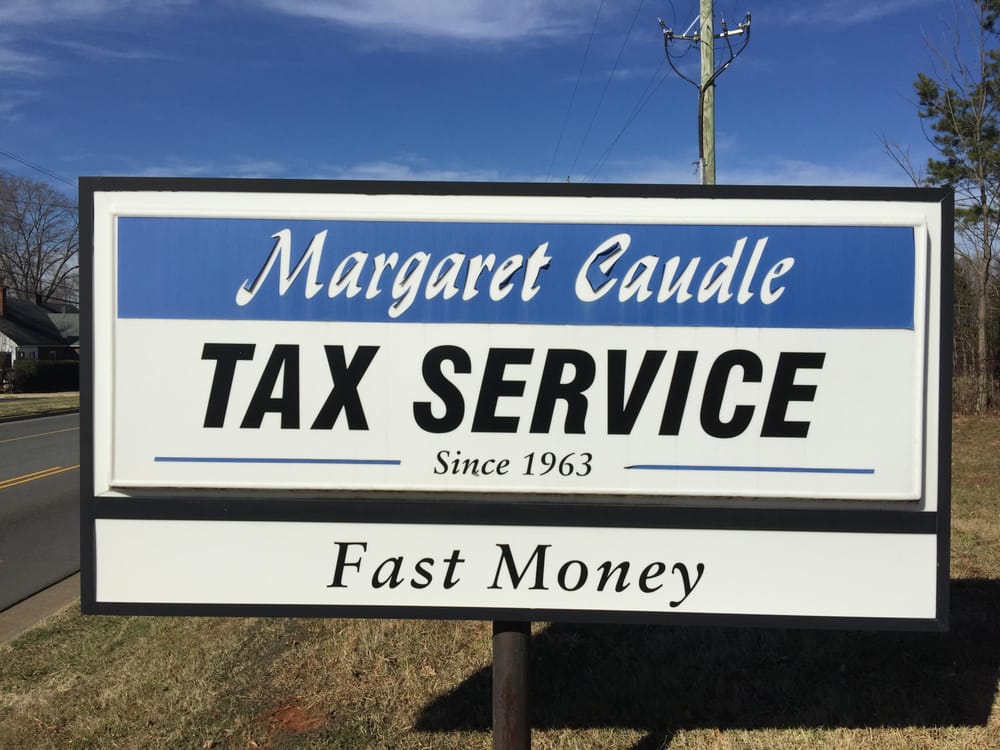 Margaret Caudle
TAX SERVICE
Since 1963
Fast Money